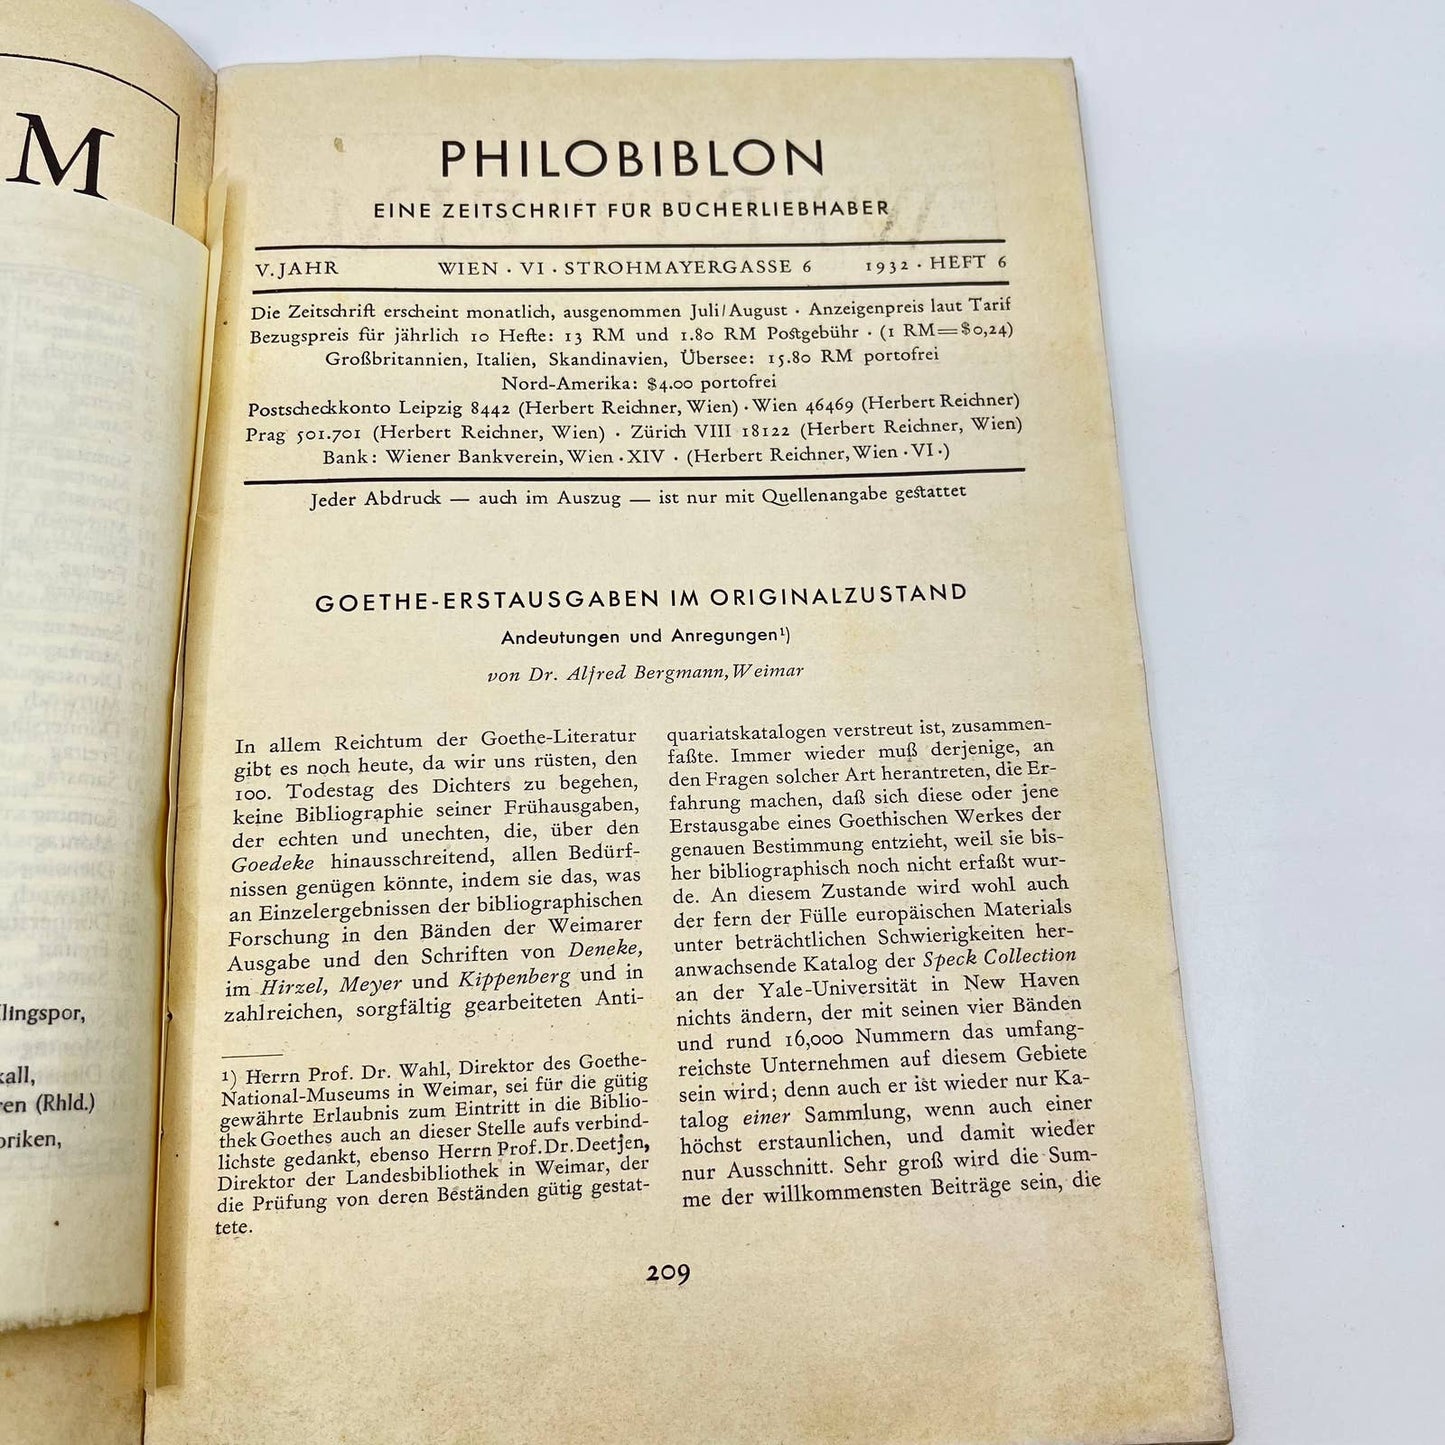 M
lingspor,
kall,
ren (Rhld.)
oriken,
PHILOBIBLON
EINE ZEITSCHRIFT FÜR BÜCHERLIEBHABER
V. JAHR WIEN · VI · STROHMAYERGASSE 6 1932 · HEFT 6
Die Zeitschrift erscheint monatlich, ausgenommen Juli/August · Anzeigenpreis laut Tarif
Bezugspreis für jährlich 10 Hefte: 13 RM und 1.80 RM Postgebühr · (1 RM=$0,24)
Großbritannien, Italien, Skandinavien, Übersee: 15.80 RM portofrei
Nord-Amerika: $4.00 portofrei
Postscheckkonto Leipzig 8442 (Herbert Reichner, Wien) · Wien 46469 (Herbert Reichner)
Prag 501.701 (Herbert Reichner, Wien) · Zürich VIII 18122 (Herbert Reichner, Wien)
Bank: Wiener Bankverein, Wien · XIV · (Herbert Reichner, Wien · VI ·)
Jeder Abdruck — auch im Auszug — ist nur mit Quellenangabe gestattet
GOETHE-ERSTAUSGABEN IM ORIGINALZUSTAND
Andeutungen und Anregungen¹)
von Dr. Alfred Bergmann, Weimar
In allem Reichtum der Goethe-Literatur
gibt es noch heute, da wir uns rüsten, den
100. Todestag des Dichters zu begehen,
keine Bibliographie seiner Frühausgaben,
der echten und unechten, die, über den
Goedeke hinausschreitend, allen Bedürf-
nissen genügen könnte, indem sie das, was
an Einzelergebnissen der bibliographischen
Forschung in den Bänden der Weimarer
Ausgabe und den Schriften von Deneke,
im Hirzel, Meyer und Kippenberg und in
zahlreichen, sorgfältig gearbeiteten Anti-
¹) Herrn Prof. Dr. Wahl, Direktor des Goethe-
National-Museums in Weimar, sei für die gütig
gewährte Erlaubnis zum Eintritt in die Biblio-
thek Goethes auch an dieser Stelle aufs verbind-
lichste gedankt, ebenso Herrn Prof. Dr. Deetjen,
Direktor der Landesbibliothek in Weimar, der
die Prüfung von deren Beständen gütig gestat-
tete.
quariatskatalogen verstreut ist, zusammen-
faßte. Immer wieder muß derjenige, an
den Fragen solcher Art herantreten, die Er-
fahrung machen, daß sich diese oder jene
Erstausgabe eines Goethischen Werkes der
genauen Bestimmung entzieht, weil sie bis-
her bibliographisch noch nicht erfaßt wur-
de. An diesem Zustande wird wohl auch
der fern der Fülle europäischen Materials
unter beträchtlichen Schwierigkeiten her-
anwachsende Katalog der Speck Collection
an der Yale-Universität in New Haven
nichts ändern, der mit seinen vier Bänden
und rund 16,000 Nummern das umfang-
reichste Unternehmen auf diesem Gebiete
sein wird; denn auch er ist wieder nur Ka-
talog einer Sammlung, wenn auch einer
höchst erstaunlichen, und damit wieder
nur Ausschnitt. Sehr groß wird die Sum-
me der willkommensten Beiträge sein, die
209